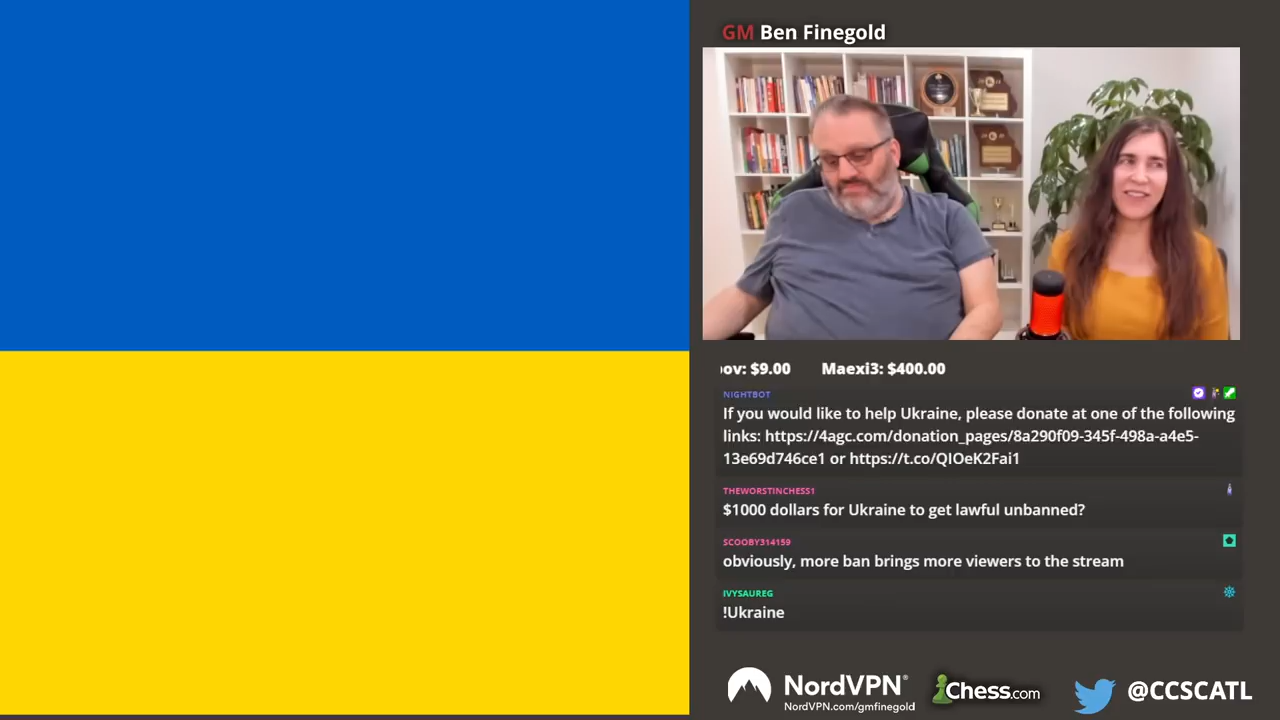 GM Ben Finegold
ov: $9.00 Maexi3: $400.00
NIGHTBOT
If you would like to help Ukraine, please donate at one of the following
links: https://4agc.com/donation_pages/8a290f09-345f-498a-a4e5-
13e69d746ce1 or https://t.co/QIOeK2Fai1
THEWORSTINCHESS1
$1000 dollars for Ukraine to get lawful unbanned?
SCOOBY314159
obviously, more ban brings more viewers to the stream
IVYSAUREG
!Ukraine
NordVPN®
NordVPN.com/gmfinegold
Chess.com
@CCSCATL